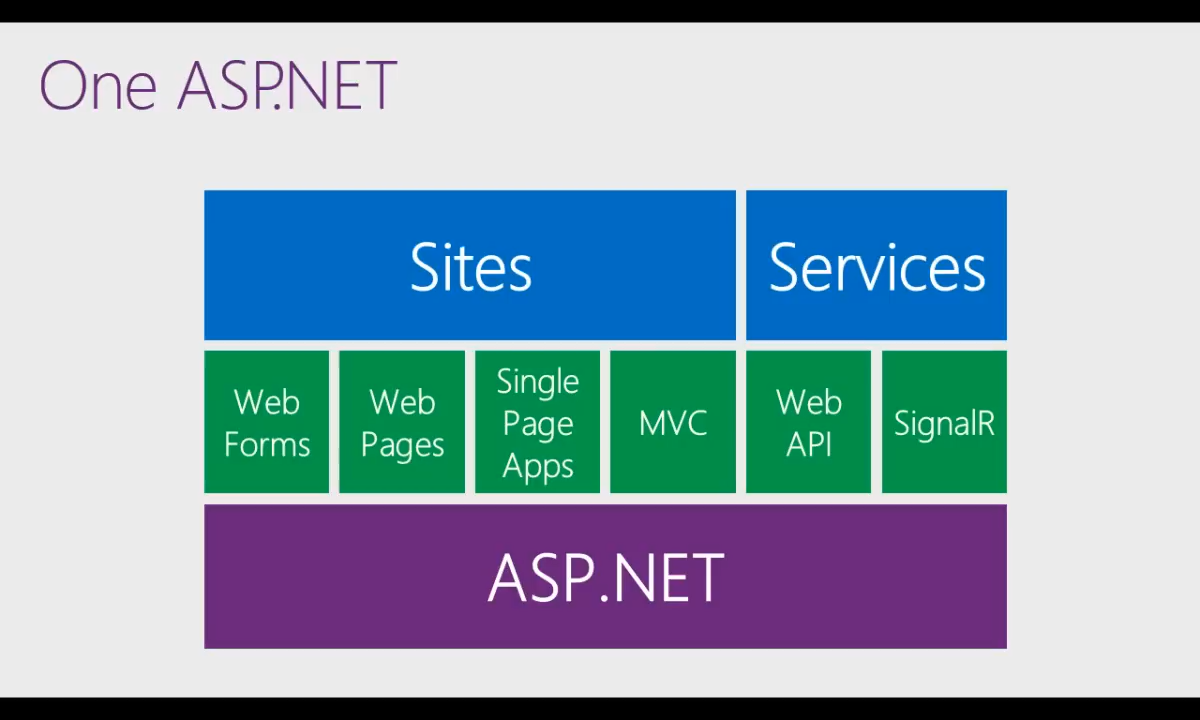 One ASP.NET
Sites
Services
Web
Forms
Web
Pages
Single
Page
Apps
MVC
Web
API
SignalR
ASP.NET